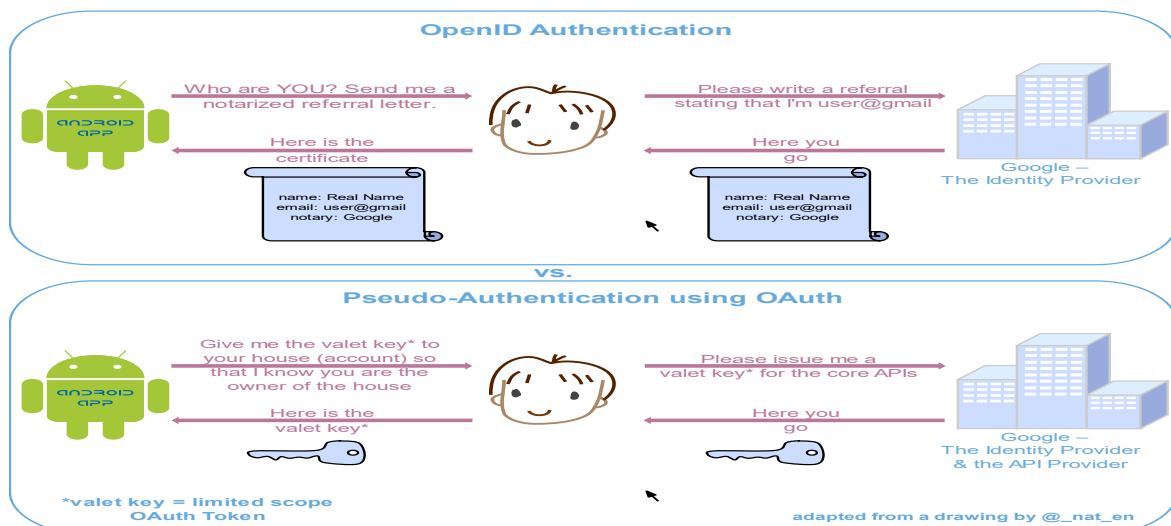 OpenID Authentication
Who are YOU? Send me a
notarized referral letter.
Please write a referral
stating that I'm user@gmail
ANDROID
APP
Here is the
certificate
Here you
go
Google –
The Identity Provider
name: Real Name
email: user@gmail
notary: Google
name: Real Name
email: user@gmail
notary: Google
vs.
Pseudo-Authentication using OAuth
Give me the valet key* to
your house (account) so
that I know you are the
owner of the house
Please issue me a
valet key* for the core APIs
ANDROID
APP
Here is the
valet key*
Here you
go
Google –
The Identity Provider
& the API Provider
*valet key = limited scope
OAuth Token
adapted from a drawing by @_nat_en